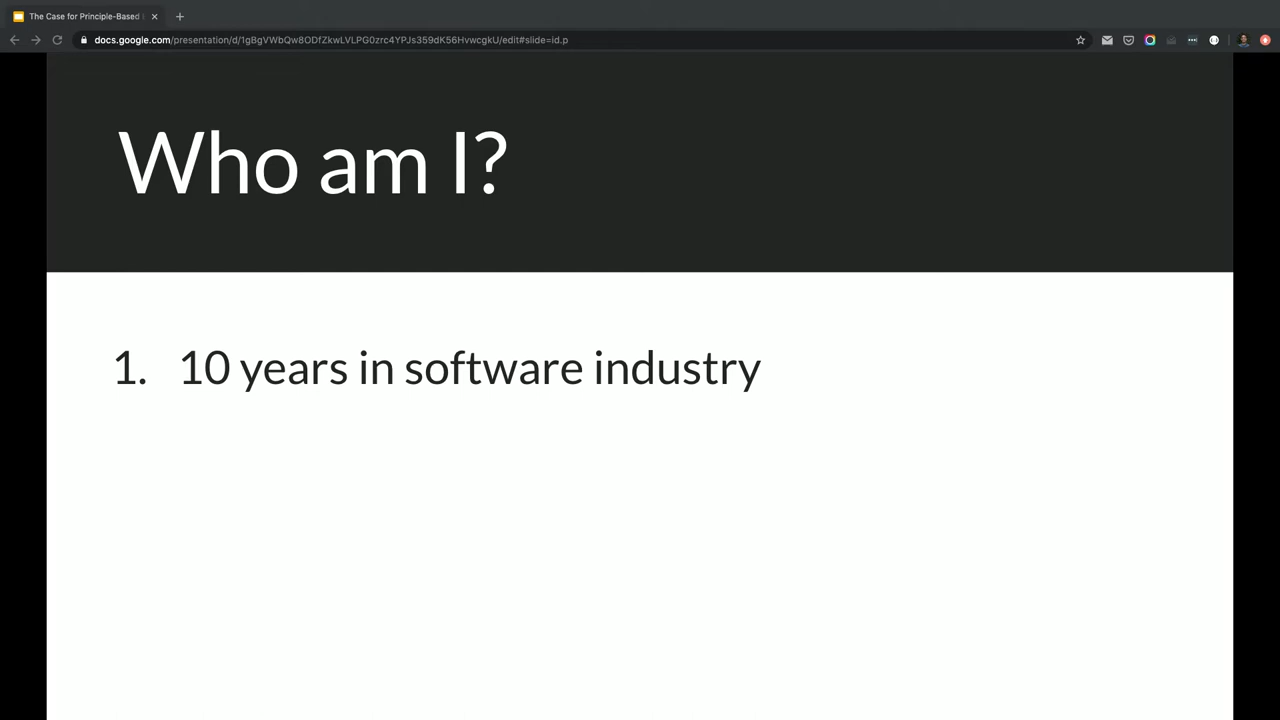 The Case for Principle-Based
docs.google.com/presentation/d/1gBgVWbQw8ODfZkwLVLPG0zrc4YPJs359dK56HvwcgkU/edit#slide=id.p
Who am I?
1. 10 years in software industry